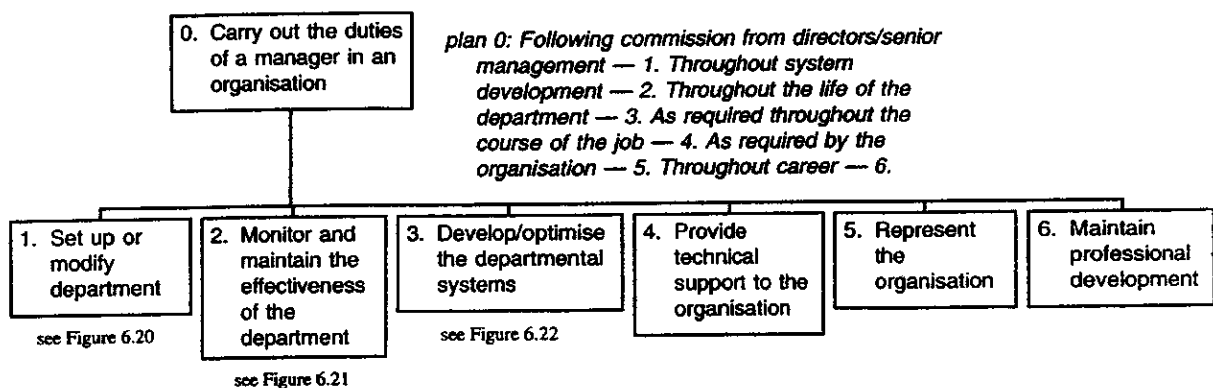 0. Carry out the duties
of a manager in an
organisation
plan 0: Following commission from directors/senior
management — 1. Throughout system
development — 2. Throughout the life of the
department — 3. As required throughout the
course of the job — 4. As required by the
organisation — 5. Throughout career — 6.
1. Set up or
modify
department
see Figure 6.20
2. Monitor and
maintain the
effectiveness
of the
department
see Figure 6.21
3. Develop/optimise
the departmental
systems
see Figure 6.22
4. Provide
technical
support to the
organisation
5. Represent
the
organisation
6. Maintain
professional
development